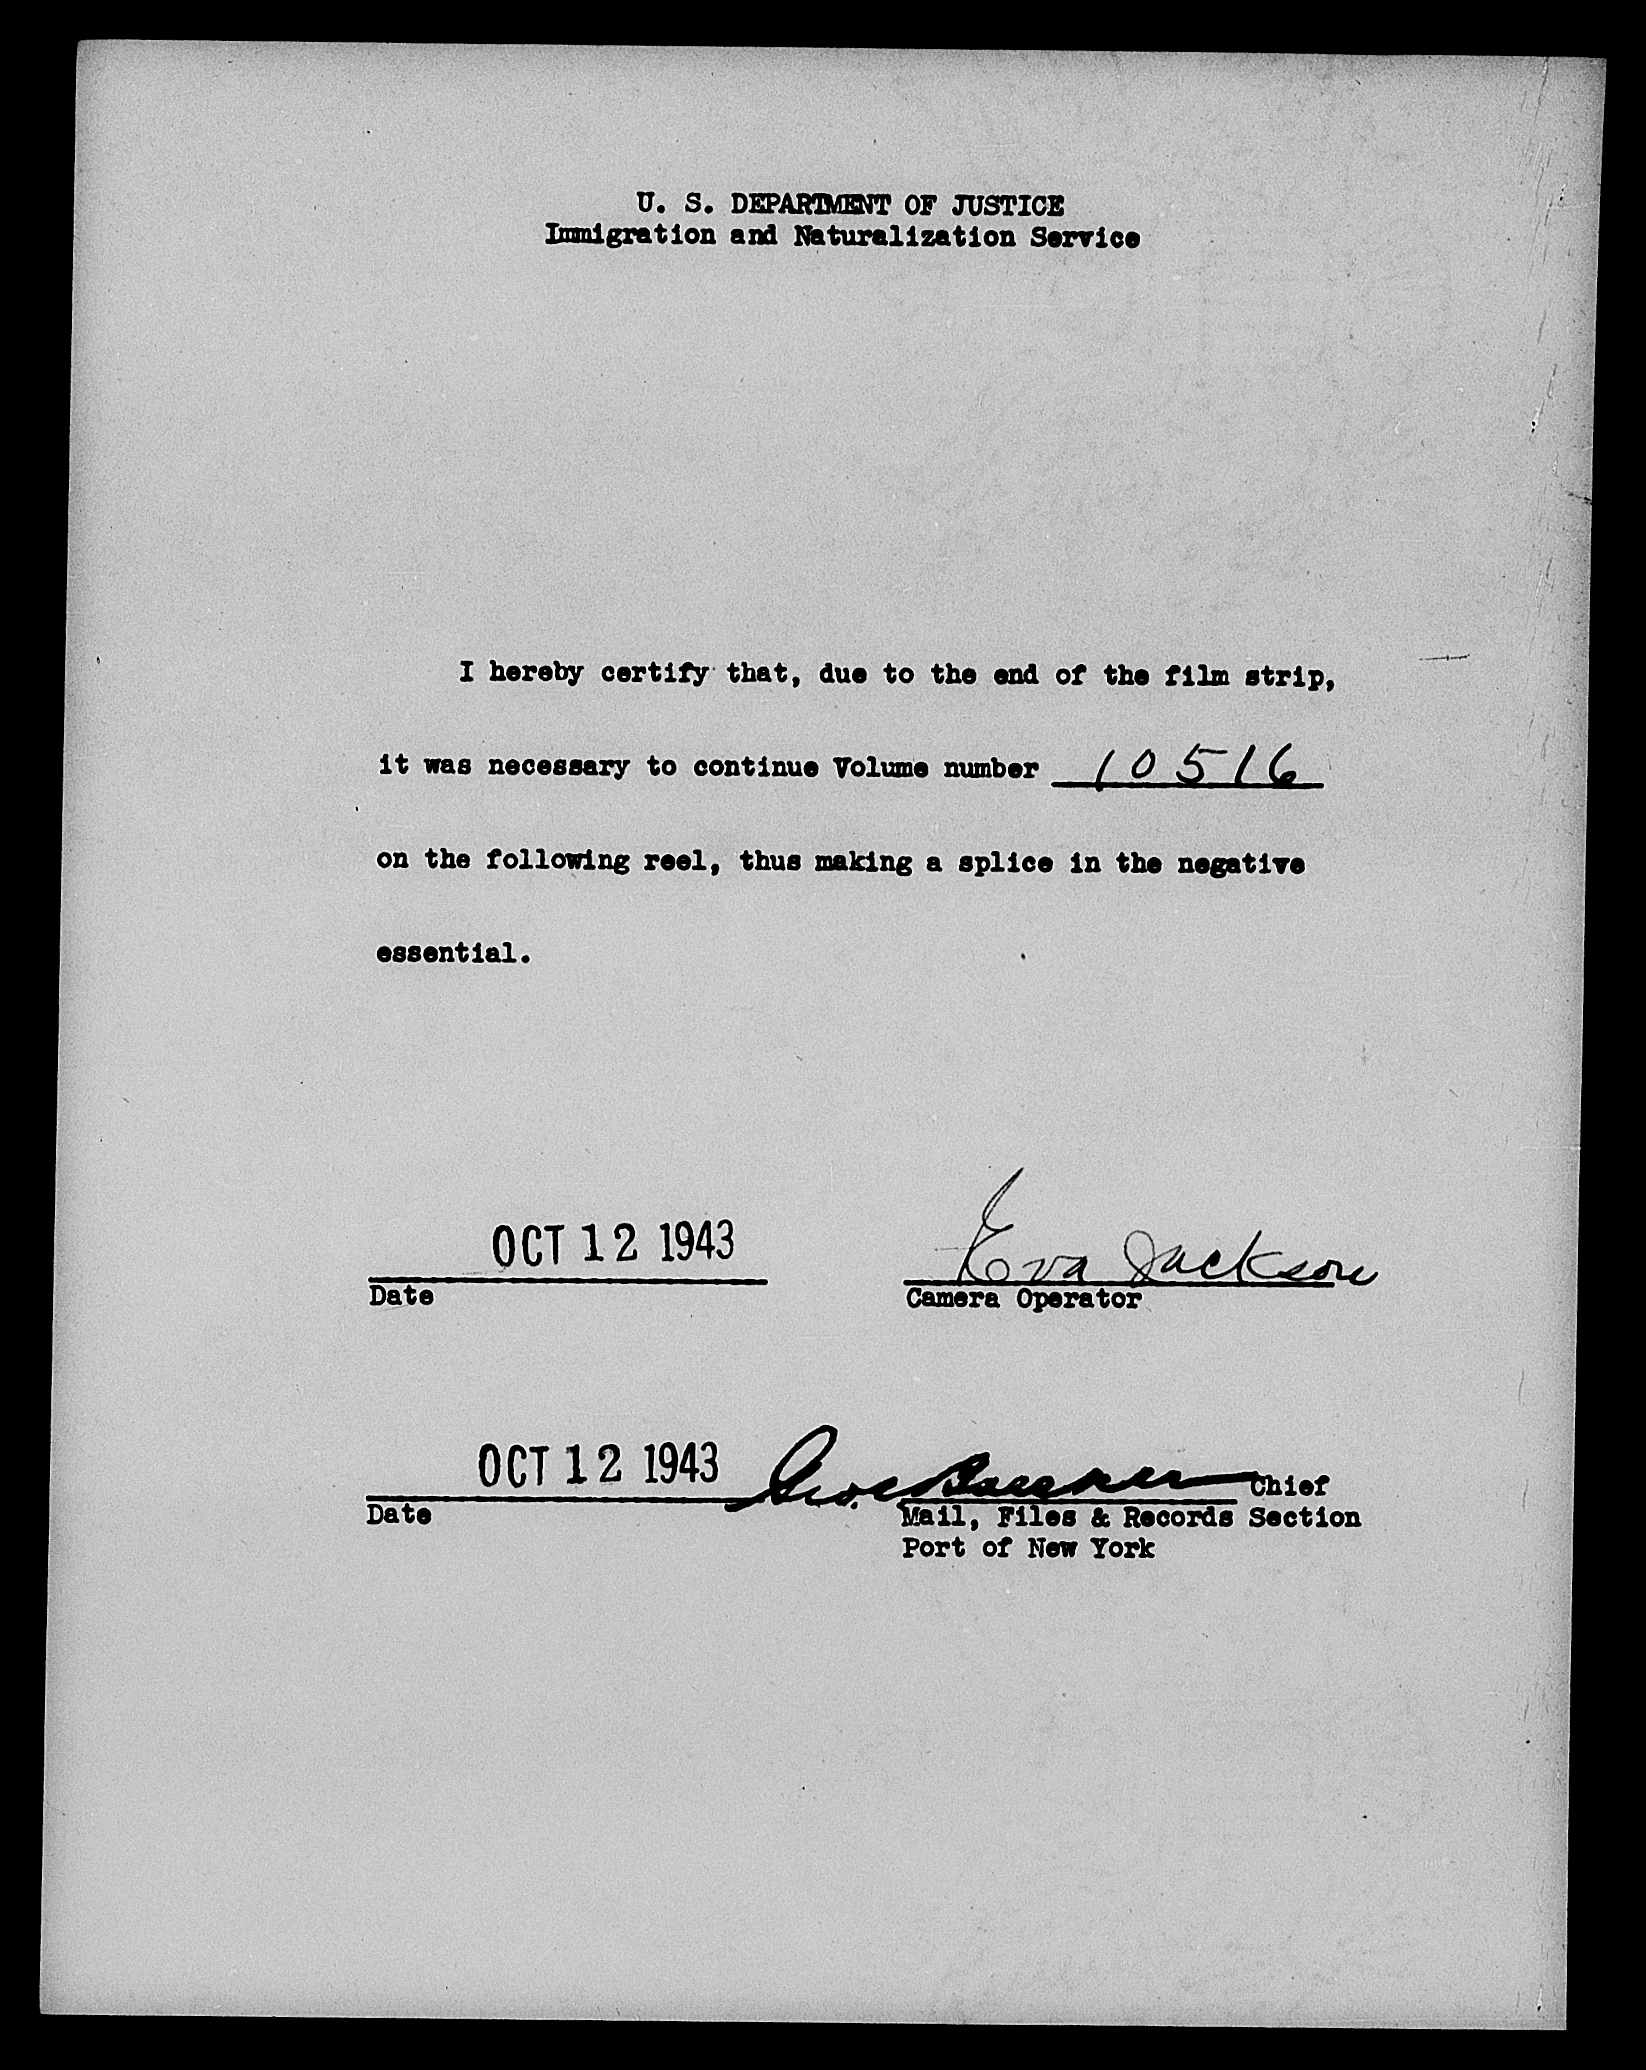 U. S. DEPARTMENT OF JUSTICE
Immigration and Naturalization Service
I hereby certify that, due to the end of the film strip,
it was necessary to continue Volume number 10516
on the following reel, thus making a splice in the negative
essential.
OCT 12 1943 Eva Jackson
Date Camera Operator
OCT 12 1943 Chief
Date Mail, Files & Records Section
Port of New York